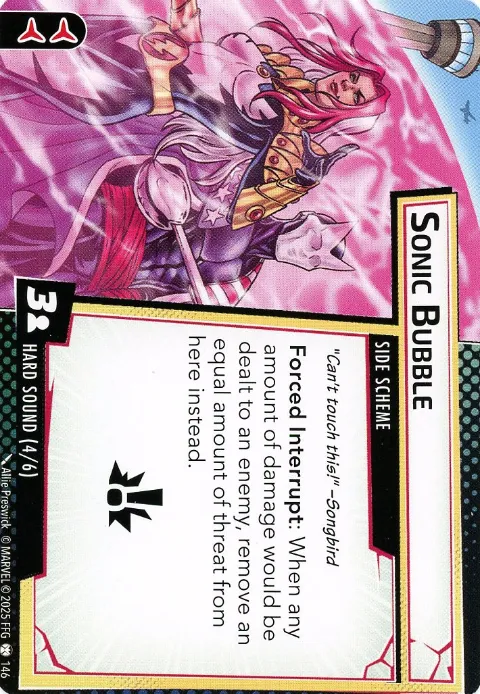 SONIC BUBBLE
SIDE SCHEME
"Can't touch this!" –Songbird
Forced Interrupt: When any
amount of damage would be
dealt to an enemy, remove an
equal amount of threat from
here instead.
3
HARD SOUND (4/6)
Allie Preswick © MARVEL © 2025 FFG 146